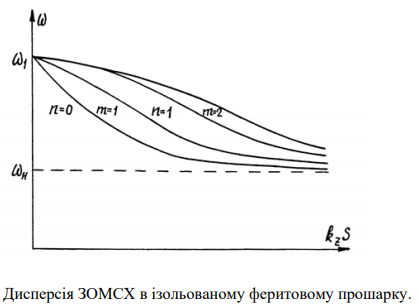 ω
ω₁
n=0
m=1
n=1
m=2
ωн
k_z S
Дисперсія ЗОМСХ в ізольованому феритовому прошарку.